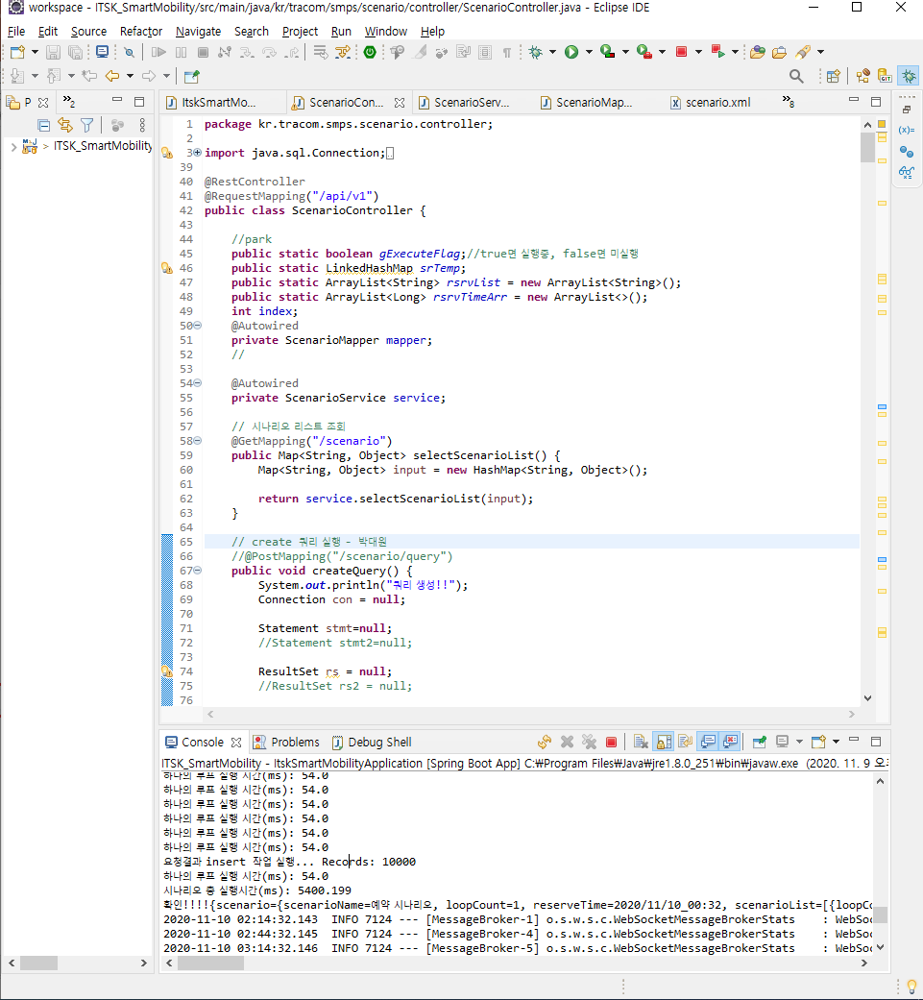 workspace - ITSK_SmartMobility/src/main/java/kr/tracom/smps/scenario/controller/ScenarioController.java - Eclipse IDE
File Edit Source Refactor Navigate Search Project Run Window Help
P
2
ItskSmartMo...
ScenarioCon...
ScenarioServ...
ScenarioMap...
scenario.xml
8
> ITSK_SmartMobility
1 package kr.tracom.smps.scenario.controller;
2
3 import java.sql.Connection;
39
40 @RestController
41 @RequestMapping("/api/v1")
42 public class ScenarioController {
43
44 //park
45 public static boolean gExecuteFlag;//true면 실행중, false면 미실행
46 public static LinkedHashMap srTemp;
47 public static ArrayList<String> rsrvList = new ArrayList<String>();
48 public static ArrayList<Long> rsrvTimeArr = new ArrayList<>();
49 int index;
50 @Autowired
51 private ScenarioMapper mapper;
52 //
53
54 @Autowired
55 private ScenarioService service;
56
57 // 시나리오 리스트 조회
58 @GetMapping("/scenario")
59 public Map<String, Object> selectScenarioList() {
60 Map<String, Object> input = new HashMap<String, Object>();
61
62 return service.selectScenarioList(input);
63 }
64
65 // create 쿼리 실행 - 박대원
66 //@PostMapping("/scenario/query")
67 public void createQuery() {
68 System.out.println("쿼리 생성!!");
69 Connection con = null;
70
71 Statement stmt=null;
72 //Statement stmt2=null;
73
74 ResultSet rs = null;
75 //ResultSet rs2 = null;
76
Console Problems Debug Shell
ITSK_SmartMobility - ItskSmartMobilityApplication [Spring Boot App] C:₩Program Files₩Java₩jre1.8.0_251₩bin₩javaw.exe (2020. 11. 9 오
하나의 루프 실행 시간(ms): 54.0
하나의 루프 실행 시간(ms): 54.0
하나의 루프 실행 시간(ms): 54.0
하나의 루프 실행 시간(ms): 54.0
하나의 루프 실행 시간(ms): 54.0
하나의 루프 실행 시간(ms): 54.0
요청결과 insert 작업 실행... Records: 10000
하나의 루프 실행 시간(ms): 54.0
시나리오 총 실행시간(ms): 5400.199
확인!!!!{scenario={scenarioName=예약 시나리오, loopCount=1, reserveTime=2020/11/10_00:32, scenarioList=[{loopCo
2020-11-10 02:14:32.143 INFO 7124 --- [MessageBroker-1] o.s.w.s.c.WebSocketMessageBrokerStats : WebSoc
2020-11-10 02:44:32.145 INFO 7124 --- [MessageBroker-4] o.s.w.s.c.WebSocketMessageBrokerStats : WebSoc
2020-11-10 03:14:32.146 INFO 7124 --- [MessageBroker-5] o.s.w.s.c.WebSocketMessageBrokerStats : WebSoc